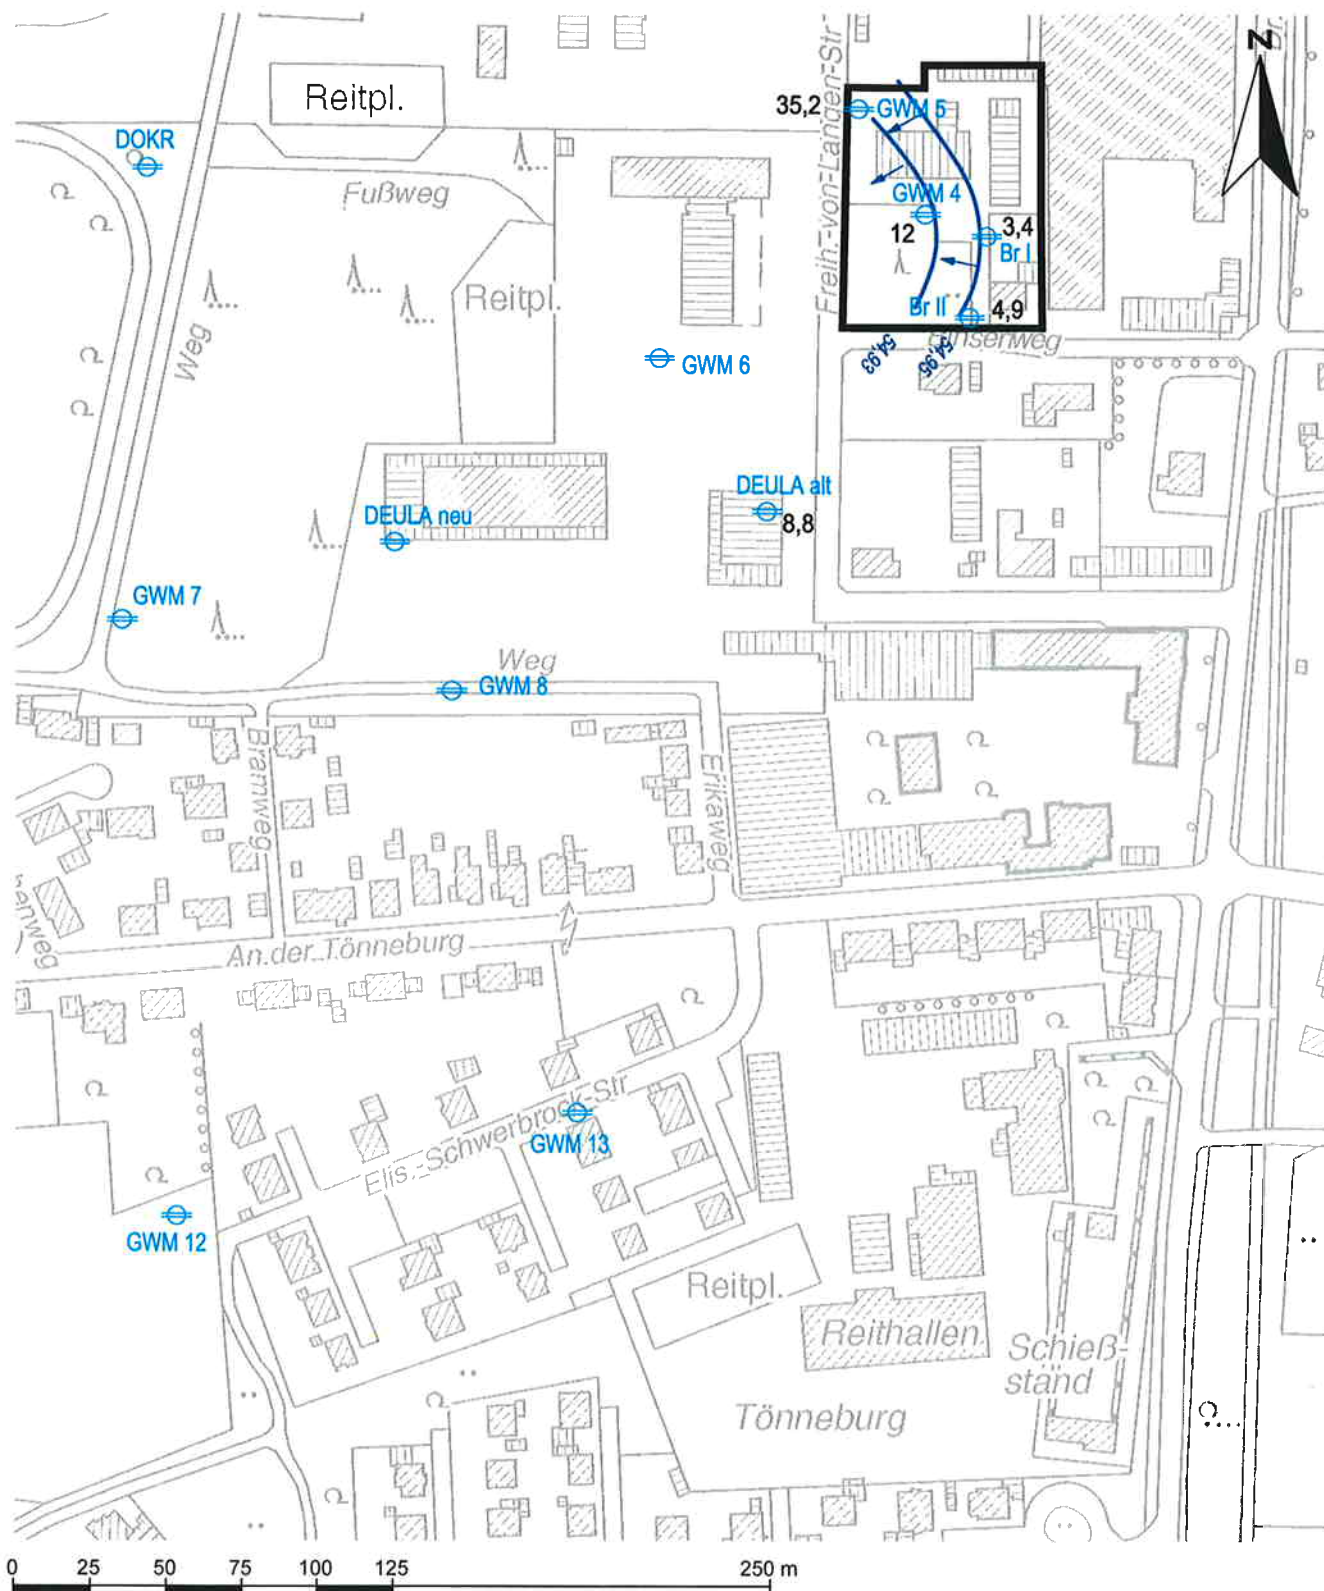 Reitpl.
Freih.-von-Langen-Str
N
Br.
35,2
GWM 5
DOKR
Fußweg
GWM 4
12
3,4
Br I
Reitpl.
Weg
Br II
4,9
54,93
54,95
GWM 6
DEULA alt
8,8
DEULA neu
GWM 7
Weg
GWM 8
Bramweg
Erikaweg
An.der.Tönneburg
Elis.-Schwerbrock-Str
GWM 13
GWM 12
Reitpl.
Reithallen
Schieß-
stand
Tönneburg
0 25 50 75 100 125 250 m